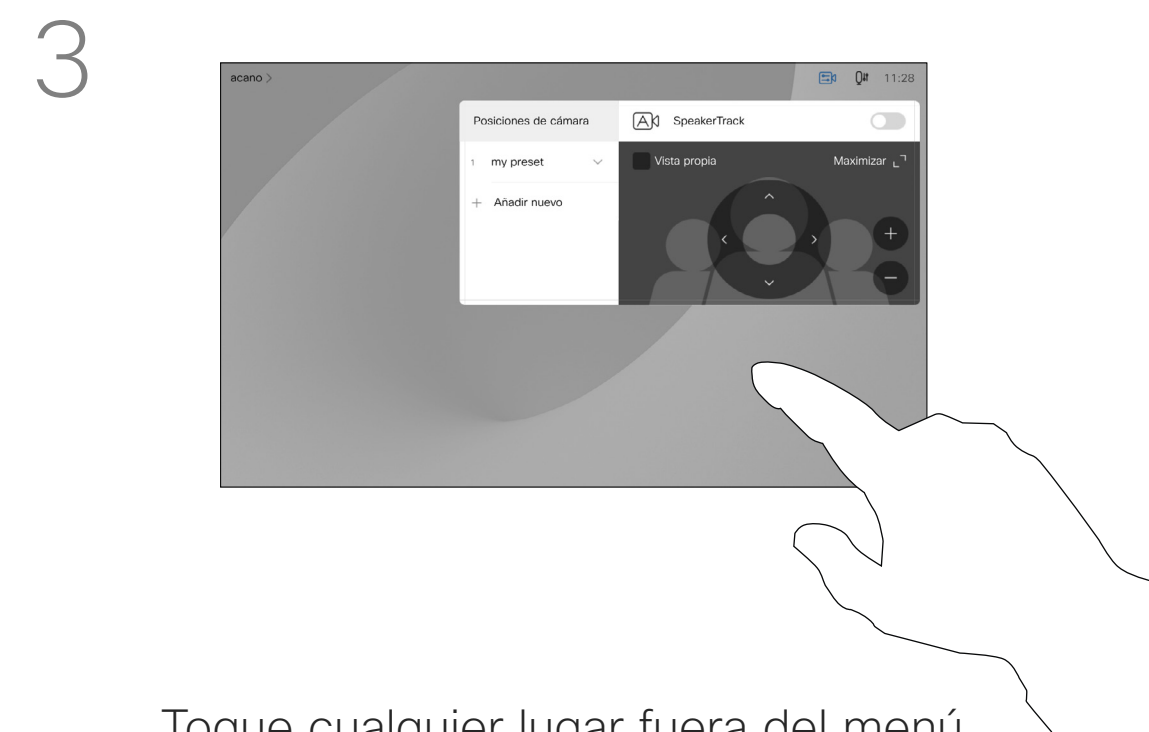 3
acano >
11:28
Posiciones de cámara
SpeakerTrack
1 my preset
Vista propia
Maximizar
+ Añadir nuevo
Toque cualquier lugar fuera del menú